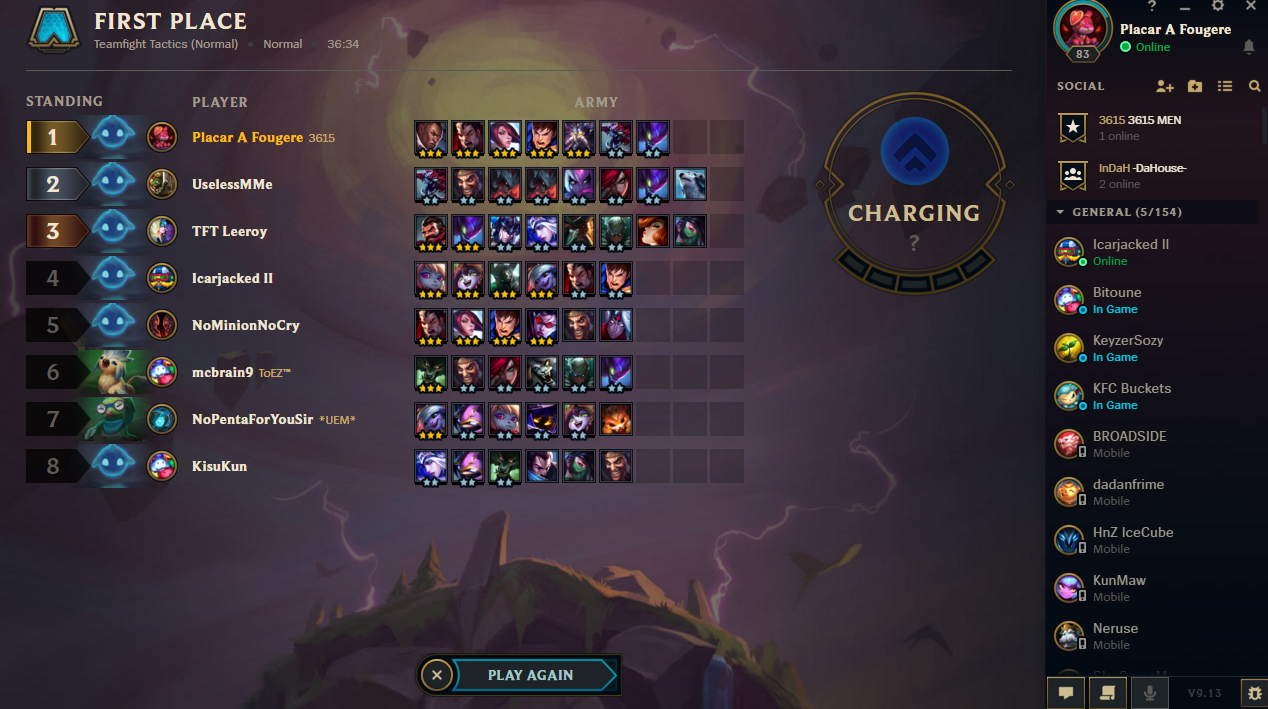 FIRST PLACE
Teamfight Tactics (Normal) • Normal • 36:34
STANDING PLAYER ARMY
1 Placar A Fougere 3615
2 UselessMMe
3 TFT Leeroy
4 Icarjacked II
5 NoMinionNoCry
6 mcbrain9 ToEZ™
7 NoPentaForYouSir *UEM*
8 KisuKun
CHARGING
?
PLAY AGAIN
?
Placar A Fougere
83
Online
SOCIAL
3615 3615 MEN
1 online
InDaH -DaHouse-
2 online
GENERAL (5/154)
Icarjacked II
Online
Bitoune
In Game
KeyzerSozy
In Game
KFC Buckets
In Game
BROADSIDE
Mobile
dadanfrime
Mobile
HnZ IceCube
Mobile
KunMaw
Mobile
Neruse
Mobile
V9.13